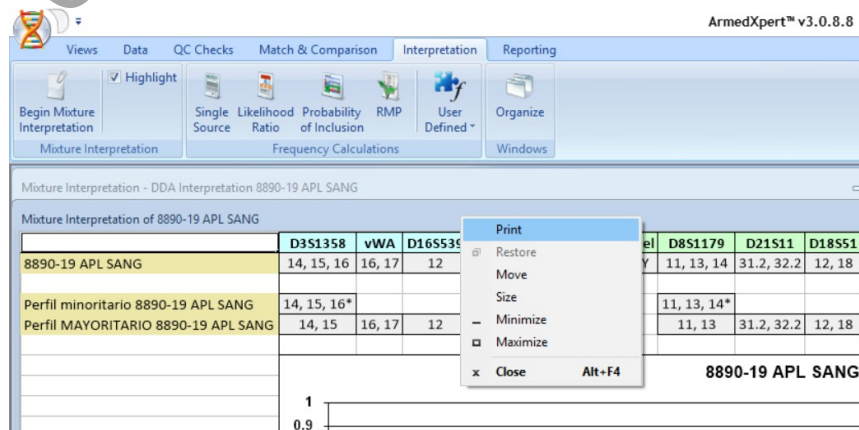 ArmedXpert™ v3.0.8.8
Views Data QC Checks Match & Comparison Interpretation Reporting
Highlight
Begin Mixture Interpretation
Single Source
Likelihood Ratio
Probability of Inclusion
RMP
User Defined
Organize
Mixture Interpretation Frequency Calculations Windows
Mixture Interpretation - DDA Interpretation 8890-19 APL SANG
Mixture Interpretation of 8890-19 APL SANG
D3S1358 vWA D16S539 el D8S1179 D21S11 D18S51
8890-19 APL SANG 14, 15, 16 16, 17 12 Y 11, 13, 14 31.2, 32.2 12, 18
Perfil minoritario 8890-19 APL SANG 14, 15, 16* 11, 13, 14*
Perfil MAYORITARIO 8890-19 APL SANG 14, 15 16, 17 12 11, 13 31.2, 32.2 12, 18
Print
Restore
Move
Size
Minimize
Maximize
x Close Alt+F4
8890-19 APL SANG
1
0.9